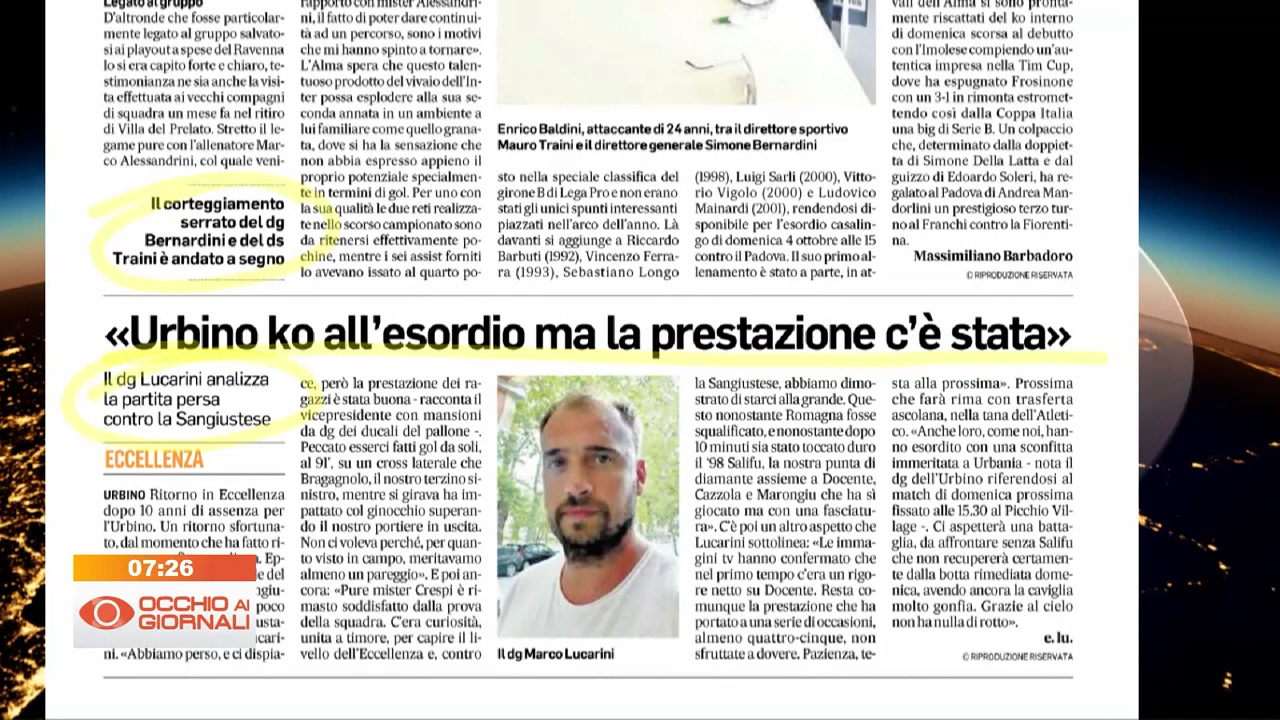 Legato al gruppo
D'altronde che fosse particolar-
mente legato al gruppo salvato-
si ai playout a spese del Ravenna
lo si era capito forte e chiaro, te-
stimonianza ne sia anche la visi-
ta effettuata ai vecchi compagni
di squadra un mese fa nel ritiro
di Villa del Prelato. Stretto il le-
game pure con l'allenatore Mar-
co Alessandrini, col quale veni-
Il corteggiamento
serrato del dg
Bernardini e del ds
Traini è andato a segno
rapporto con mister Alessandri-
ni, il fatto di poter dare continui-
tà ad un percorso, sono i motivi
che mi hanno spinto a tornare».
L'Alma spera che questo talen-
tuoso prodotto del vivaio dell'In-
ter possa esplodere alla sua se-
conda annata in un ambiente a
lui familiare come quello grana-
ta, dove si ha la sensazione che
non abbia espresso appieno il
proprio potenziale specialmen-
te in termini di gol. Per uno con
la sua qualità le due reti realizza-
te nello scorso campionato sono
da ritenersi effettivamente po-
chine, mentre i sei assist forniti
lo avevano issato al quarto po-
Enrico Baldini, attaccante di 24 anni, tra il direttore sportivo
Mauro Traini e il direttore generale Simone Bernardini
sto nella speciale classifica del
girone B di Lega Pro e non erano
stati gli unici spunti interessanti
piazzati nell'arco dell'anno. Là
davanti si aggiunge a Riccardo
Barbuti (1992), Vincenzo Ferra-
ra (1993), Sebastiano Longo
(1998), Luigi Sarli (2000), Vitto-
rio Vigolo (2000) e Ludovico
Mainardi (2001), rendendosi di-
sponibile per l'esordio casalin-
go di domenica 4 ottobre alle 15
contro il Padova. Il suo primo al-
lenamento è stato a parte, in at-
vali dell'Alma si sono pronta-
mente riscattati del ko interno
di domenica scorsa al debutto
con l'Imolese compiendo un'au-
tentica impresa nella Tim Cup,
dove ha espugnato Frosinone
con un 3-1 in rimonta estromet-
tendo così dalla Coppa Italia
una big di Serie B. Un colpaccio
che, determinato dalla doppiet-
ta di Simone Della Latta e dal
guizzo di Edoardo Soleri, ha re-
galato al Padova di Andrea Man-
dorlini un prestigioso terzo tur-
no al Franchi contro la Fiorenti-
na.
Massimiliano Barbadoro
© RIPRODUZIONE RISERVATA
«Urbino ko all'esordio ma la prestazione c'è stata»
Il dg Lucarini analizza
la partita persa
contro la Sangiustese
ECCELLENZA
URBINO Ritorno in Eccellenza
dopo 10 anni di assenza per
l'Urbino. Un ritorno sfortuna-
to, dal momento che ha fatto ri-
a. Ep-
e del
ngiu-
poco
usta-
ucari-
ni. «Abbiamo perso, e ci dispia-
ce, però la prestazione dei ra-
gazzi è stata buona - racconta il
vicepresidente con mansioni
da dg dei ducali del pallone -.
Peccato esserci fatti gol da soli,
al 91', su un cross laterale che
Bragagnolo, il nostro terzino si-
nistro, mentre si girava ha im-
pattato col ginocchio superan-
do il nostro portiere in uscita.
Non ci voleva perché, per quan-
to visto in campo, meritavamo
almeno un pareggio». E poi an-
cora: «Pure mister Crespi è ri-
masto soddisfatto dalla prova
della squadra. C'era curiosità,
unita a timore, per capire il li-
vello dell'Eccellenza e, contro
Il dg Marco Lucarini
la Sangiustese, abbiamo dimo-
strato di starci alla grande. Que-
sto nonostante Romagna fosse
squalificato, e nonostante dopo
10 minuti sia stato toccato duro
il '98 Salifu, la nostra punta di
diamante assieme a Docente,
Cazzola e Marongiu che ha sì
giocato ma con una fasciatu-
ra». C'è poi un altro aspetto che
Lucarini sottolinea: «Le imma-
gini tv hanno confermato che
nel primo tempo c'era un rigo-
re netto su Docente. Resta co-
munque la prestazione che ha
portato a una serie di occasioni,
almeno quattro-cinque, non
sfruttate a dovere. Pazienza, te-
sta alla prossima». Prossima
che farà rima con trasferta
ascolana, nella tana dell'Atleti-
co. «Anche loro, come noi, han-
no esordito con una sconfitta
immeritata a Urbania - nota il
dg dell'Urbino riferendosi al
match di domenica prossima
fissato alle 15.30 al Picchio Vil-
lage -. Ci aspetterà una batta-
glia, da affrontare senza Salifu
che non recupererà certamen-
te dalla botta rimediata dome-
nica, avendo ancora la caviglia
molto gonfia. Grazie al cielo
non ha nulla di rotto».
e. lu.
© RIPRODUZIONE RISERVATA
07:26
OCCHIO AI
GIORNALI